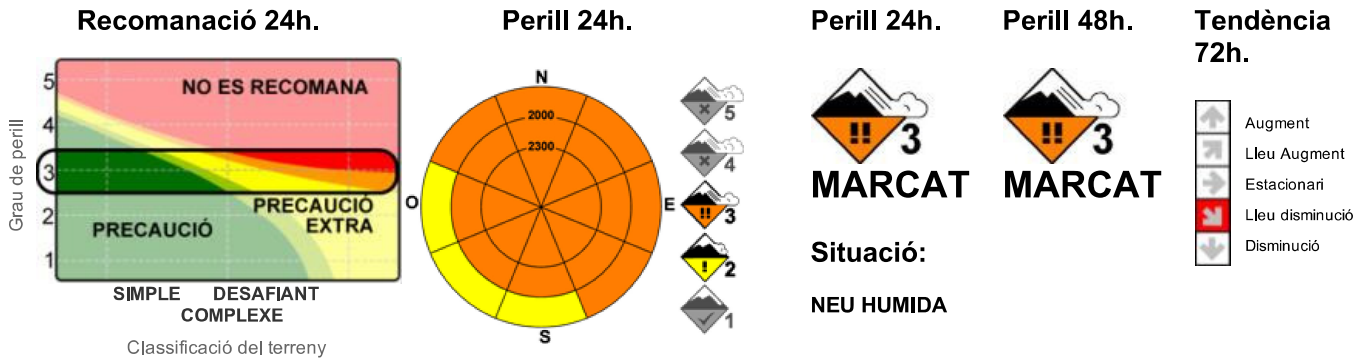 Recomanació 24h.
Perill 24h.
Perill 24h.
Perill 48h.
Tendència
72h.
Grau de perill
5
4
3
2
1
NO ES RECOMANA
PRECAUCIÓ
EXTRA
PRECAUCIÓ
SIMPLE DESAFIANT
COMPLEXE
Classificació del terreny
N
2000
2300
O
E
S
5
4
!! 3
! 2
1
!! 3
MARCAT
!! 3
MARCAT
Situació:
NEU HUMIDA
Augment
Lleu Augment
Estacionari
Lleu disminució
Disminució